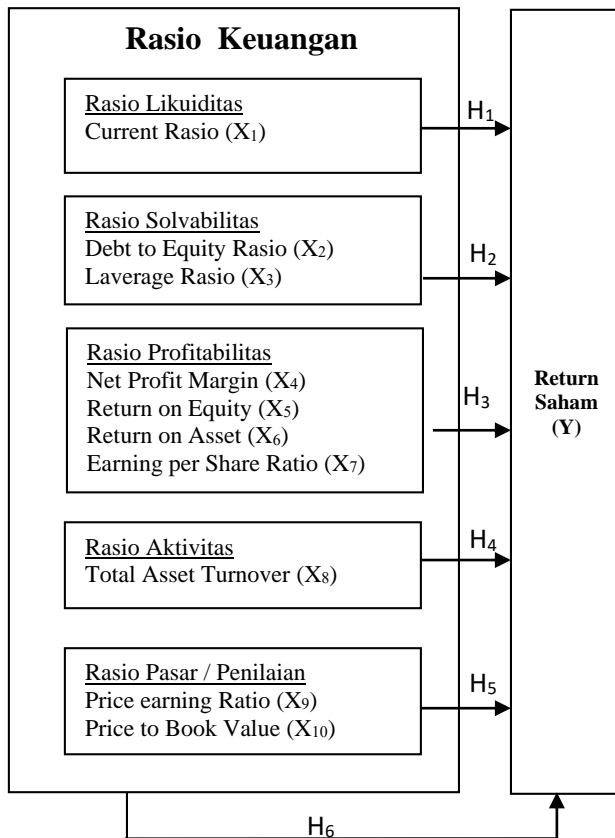 Rasio Keuangan
Rasio Likuiditas
Current Rasio (X₁)
H₁
Rasio Solvabilitas
Debt to Equity Rasio (X₂)
Laverage Rasio (X₃)
H₂
Rasio Profitabilitas
Net Profit Margin (X₄)
Return on Equity (X₅)
Return on Asset (X₆)
Earning per Share Ratio (X₇)
H₃
Return
Saham
(Y)
Rasio Aktivitas
Total Asset Turnover (X₈)
H₄
Rasio Pasar / Penilaian
Price earning Ratio (X₉)
Price to Book Value (X₁₀)
H₅
H₆